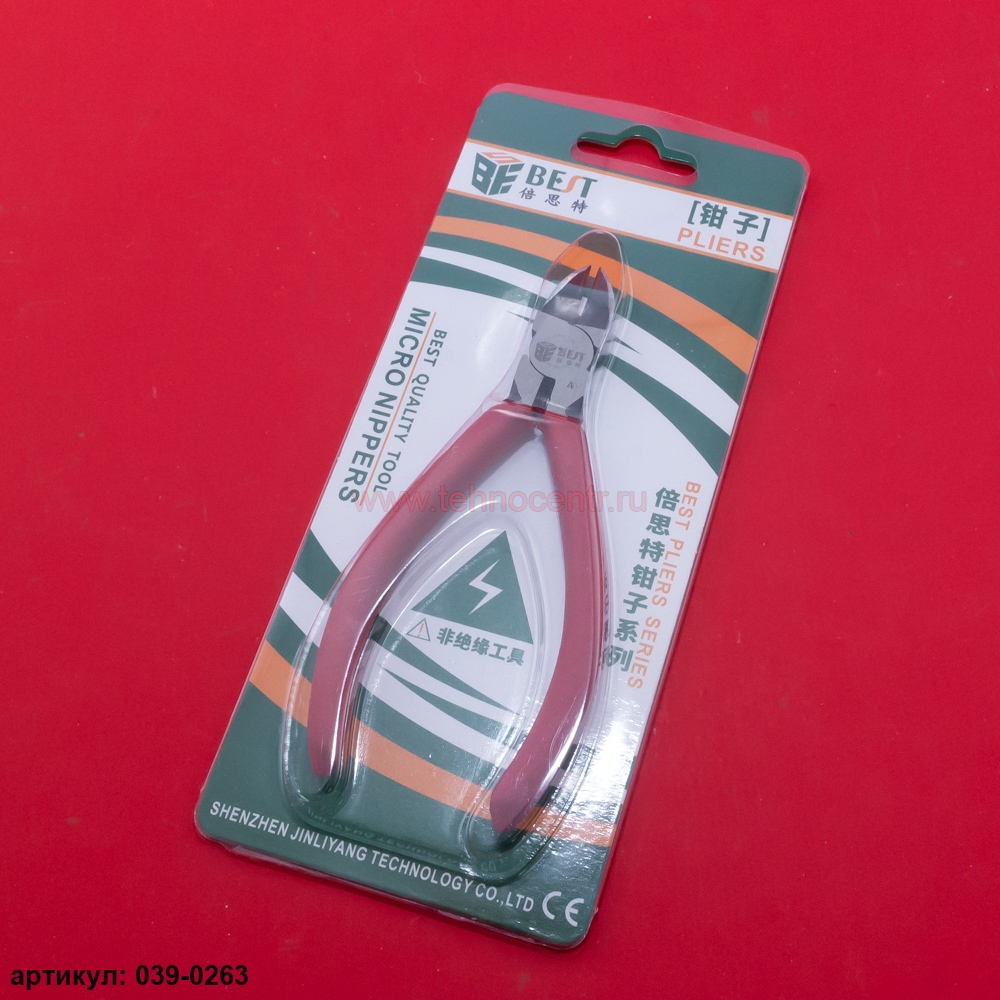 BEST
倍思特
[钳子]
PLIERS
BEST
BEST QUALITY TOOL
MICRO NIPPERS
www.tehnocentr.ru
BEST PLIERS SERIES
倍思特钳子系列
非绝缘工具
SHENZHEN JINLIYANG TECHNOLOGY CO.,LTD CE
артикул: 039-0263